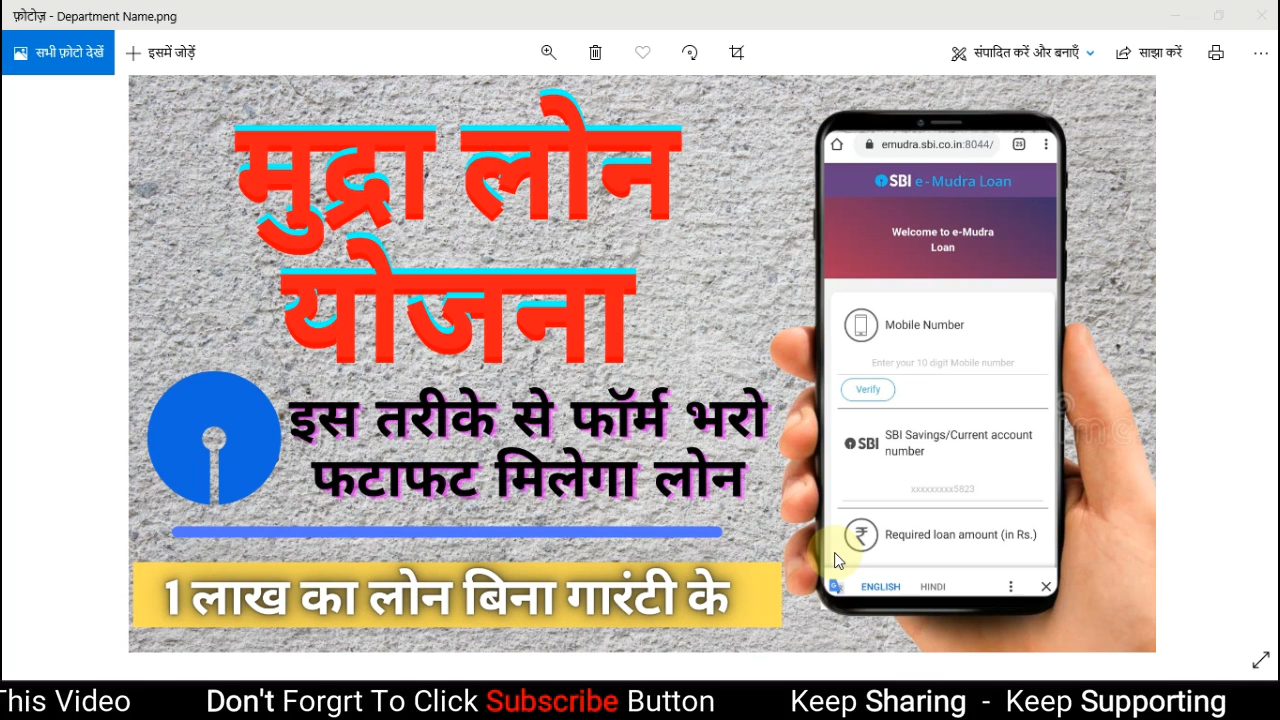 फ़ोटोज़ - Department Name.png
सभी फ़ोटो देखें
इसमें जोड़ें
संपादित करें और बनाएँ
साझा करें
मुद्रा लोन
योजना
इस तरीके से फॉर्म भरो
फटाफट मिलेगा लोन
1 लाख का लोन बिना गारंटी के
emudra.sbi.co.in:8044/
25
SBI e - Mudra Loan
Welcome to e-Mudra
Loan
Mobile Number
Enter your 10 digit Mobile number
Verify
SBI
SBI Savings/Current account
number
xxxxxxxxx5823
₹
Required loan amount (in Rs.)
ENGLISH HINDI
This Video Don't Forgrt To Click Subscribe Button Keep Sharing - Keep Supporting